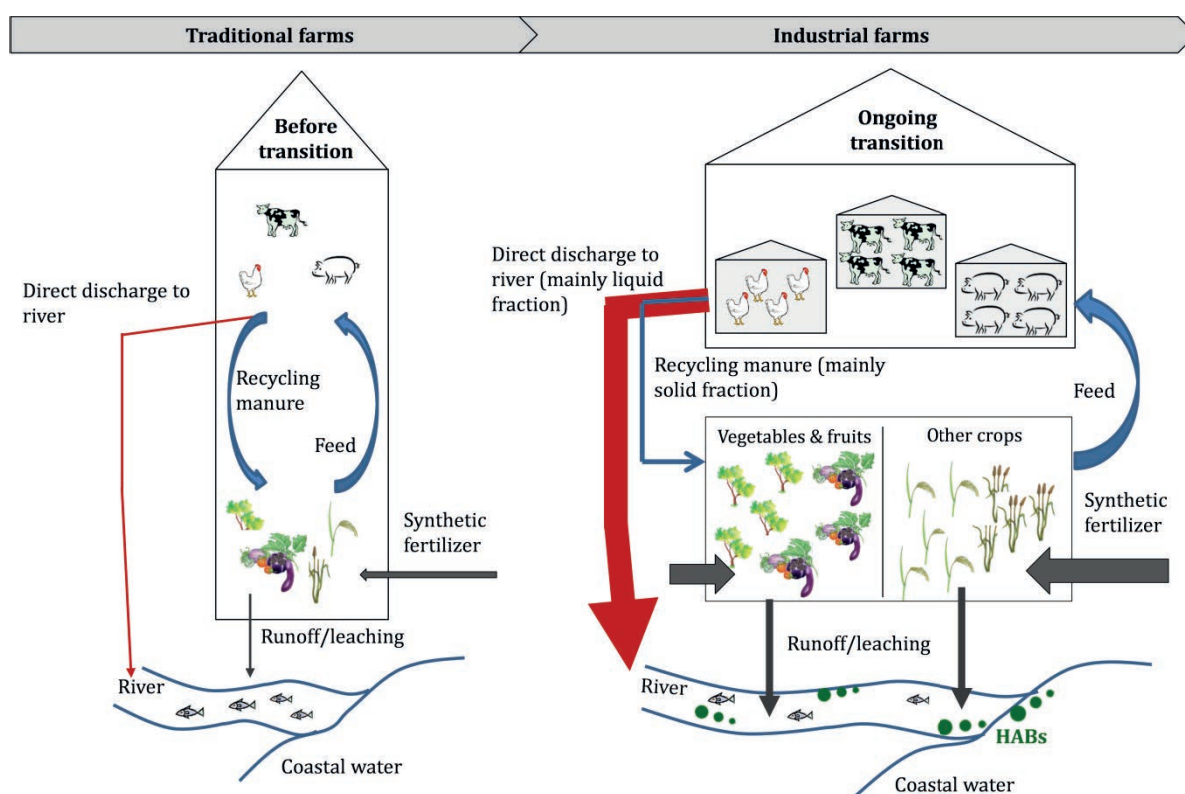 Traditional farms
Industrial farms
Before
transition
Direct discharge to
river
Recycling
manure
Feed
Synthetic
fertilizer
Runoff/leaching
River
Coastal water
Ongoing
transition
Direct discharge to
river (mainly liquid
fraction)
Recycling manure (mainly
solid fraction)
Feed
Vegetables & fruits
Other crops
Synthetic
fertilizer
Runoff/leaching
River
HABs
Coastal water